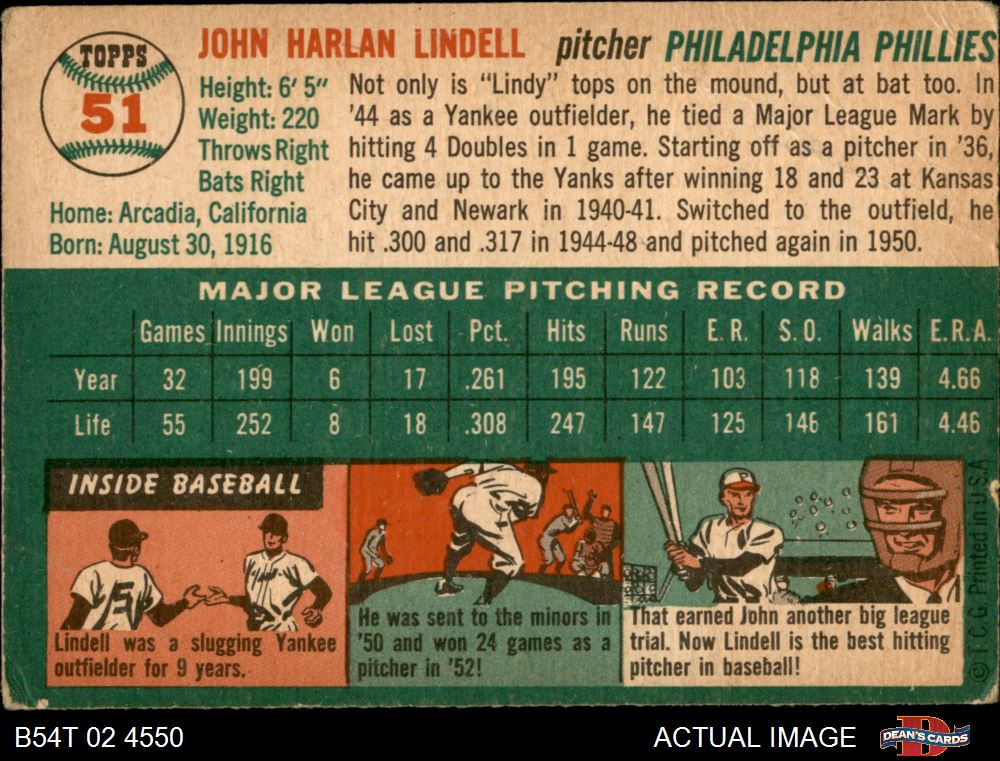 TOPPS
51
JOHN HARLAN LINDELL pitcher PHILADELPHIA PHILLIES
Height: 6' 5"
Weight: 220
Throws Right
Bats Right
Home: Arcadia, California
Born: August 30, 1916
Not only is "Lindy" tops on the mound, but at bat too. In
'44 as a Yankee outfielder, he tied a Major League Mark by
hitting 4 Doubles in 1 game. Starting off as a pitcher in '36,
he came up to the Yanks after winning 18 and 23 at Kansas
City and Newark in 1940-41. Switched to the outfield, he
hit .300 and .317 in 1944-48 and pitched again in 1950.
MAJOR LEAGUE PITCHING RECORD
Games Innings Won Lost Pct. Hits Runs E.R. S.O. Walks E.R.A.
Year 32 199 6 17 .261 195 122 103 118 139 4.66
Life 55 252 8 18 .308 247 147 125 146 161 4.46
INSIDE BASEBALL
Lindell was a slugging Yankee
outfielder for 9 years.
He was sent to the minors in
'50 and won 24 games as a
pitcher in '52!
P
That earned John another big league
trial. Now Lindell is the best hitting
pitcher in baseball!
© T.C.G. Printed in U.S.A.
B54T 02 4550
ACTUAL IMAGE
DEAN'S CARDS